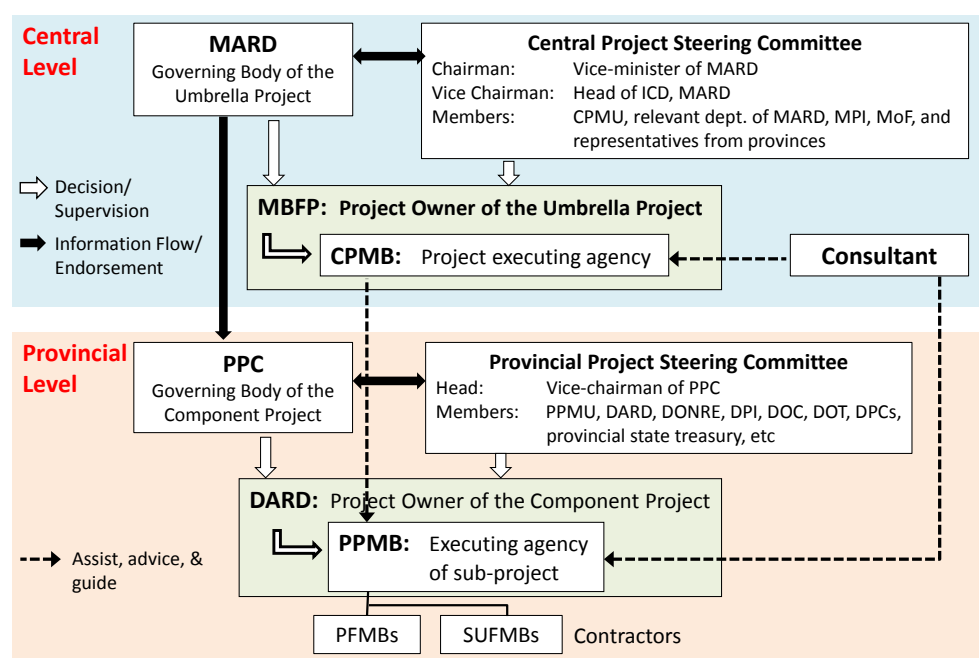 Central
Level
MARD
Governing Body of the
Umbrella Project
Central Project Steering Committee
Chairman: Vice-minister of MARD
Vice Chairman: Head of ICD, MARD
Members: CPMU, relevant dept. of MARD, MPI, MoF, and
representatives from provinces
Decision/
Supervision
Information Flow/
Endorsement
MBFP: Project Owner of the Umbrella Project
CPMB: Project executing agency
Consultant
Provincial
Level
PPC
Governing Body of the
Component Project
Provincial Project Steering Committee
Head: Vice-chairman of PPC
Members: PPMU, DARD, DONRE, DPI, DOC, DOT, DPCs,
provincial state treasury, etc
DARD: Project Owner of the Component Project
PPMB: Executing agency
of sub-project
Assist, advice, &
guide
PFMBs
SUFMBs
Contractors